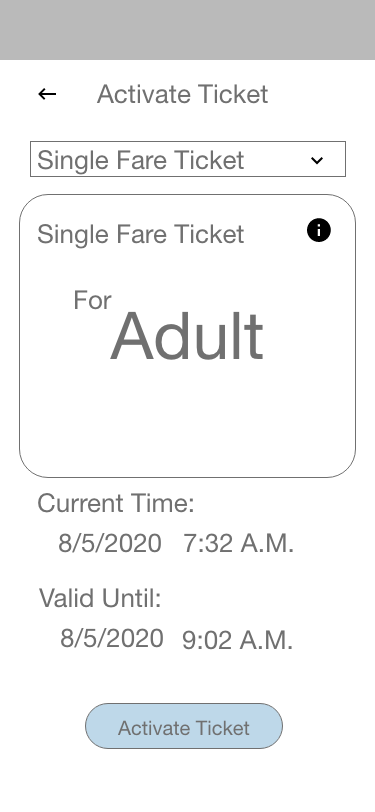 Activate Ticket
Single Fare Ticket
Single Fare Ticket
For
Adult
Current Time:
8/5/2020 7:32 A.M.
Valid Until:
8/5/2020 9:02 A.M.
Activate Ticket